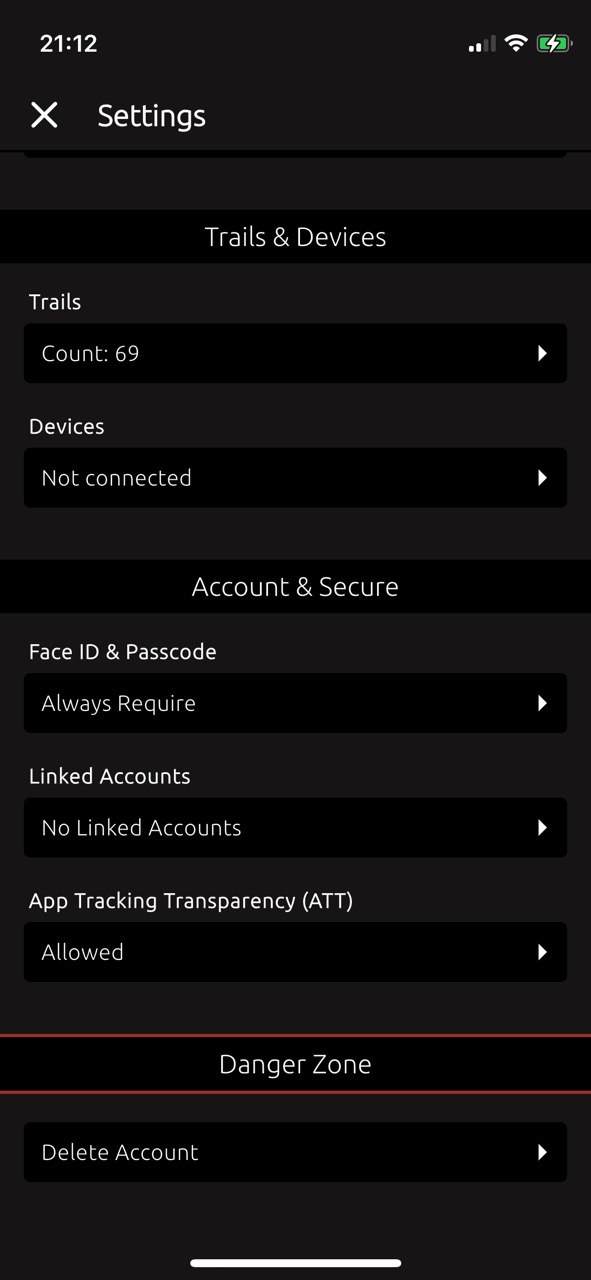 21:12
Settings
Trails & Devices
Trails
Count: 69
Devices
Not connected
Account & Secure
Face ID & Passcode
Always Require
Linked Accounts
No Linked Accounts
App Tracking Transparency (ATT)
Allowed
Danger Zone
Delete Account